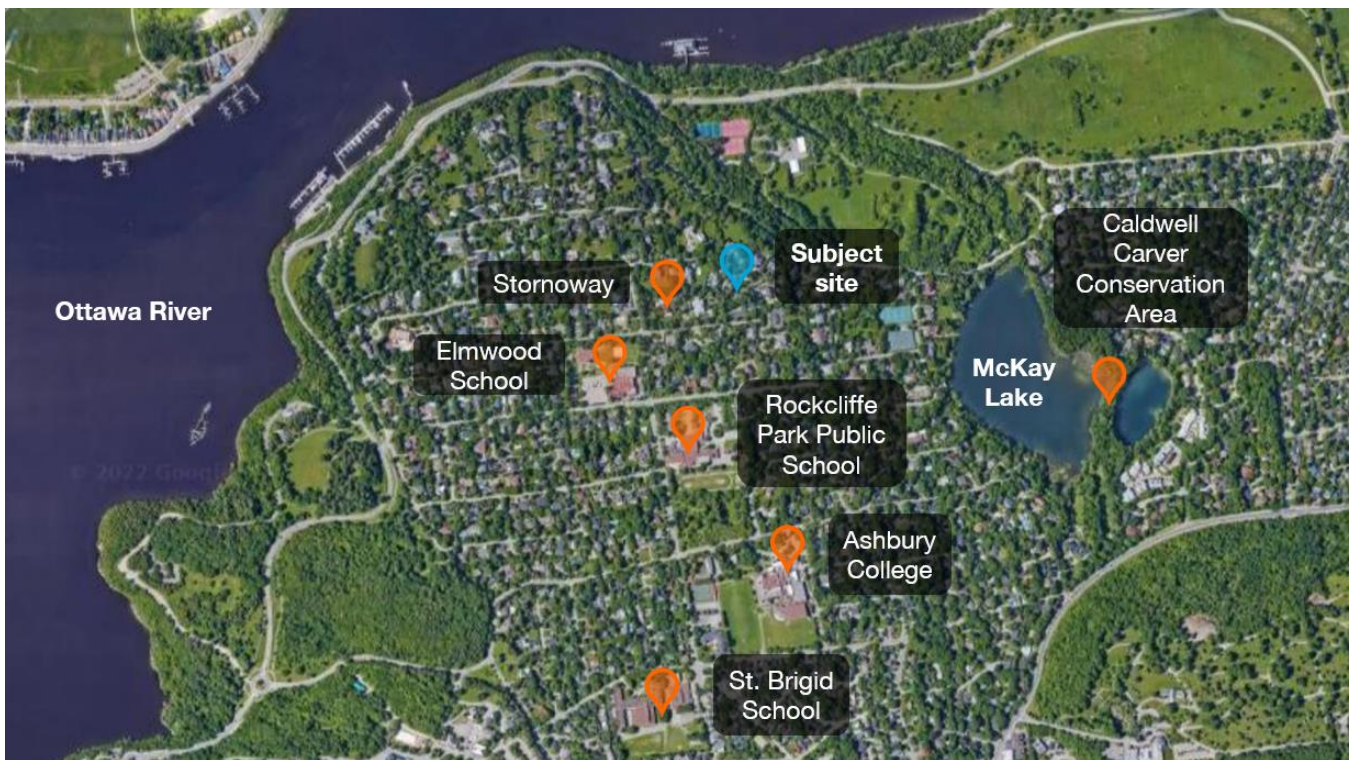 Caldwell
Carver
Conservation
Area
Subject
site
Stornoway
Ottawa River
Elmwood
School
McKay
Lake
Rockcliffe
Park Public
School
© 2022 Google
Ashbury
College
St. Brigid
School